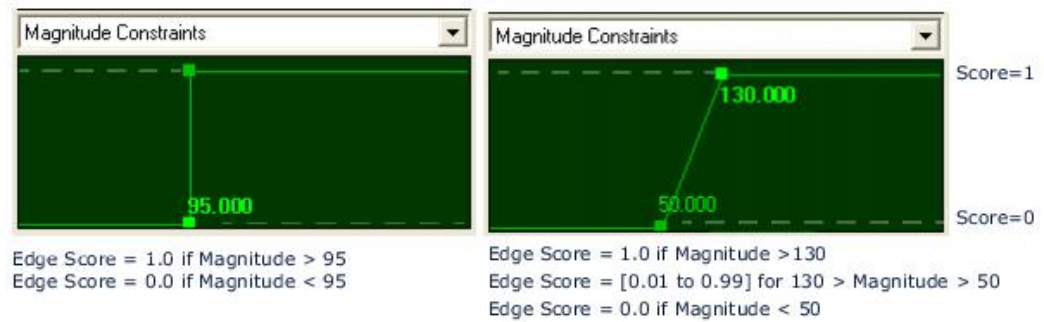 Magnitude Constraints
95.000
Edge Score = 1.0 if Magnitude > 95
Edge Score = 0.0 if Magnitude < 95
Magnitude Constraints
Score=1
130.000
50.000
Score=0
Edge Score = 1.0 if Magnitude >130
Edge Score = [0.01 to 0.99] for 130 > Magnitude > 50
Edge Score = 0.0 if Magnitude < 50